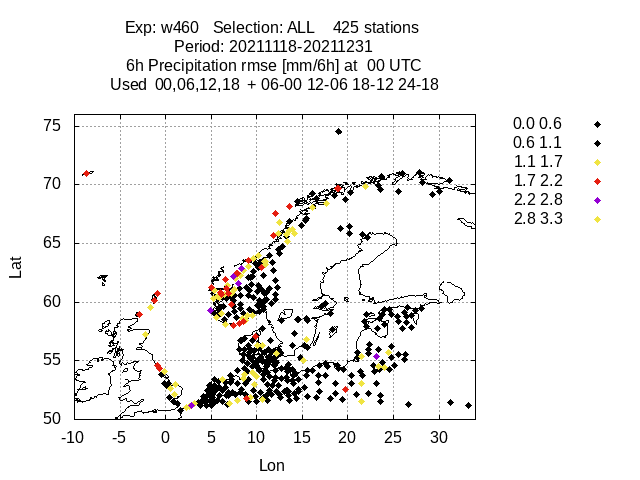 Exp: w460 Selection: ALL 425 stations
Period: 20211118-20211231
6h Precipitation rmse [mm/6h] at 00 UTC
Used 00,06,12,18 + 06-00 12-06 18-12 24-18
0.0 0.6
0.6 1.1
1.1 1.7
1.7 2.2
2.2 2.8
2.8 3.3
75
70
65
60
55
50
Lat
-10 -5 0 5 10 15 20 25 30
Lon